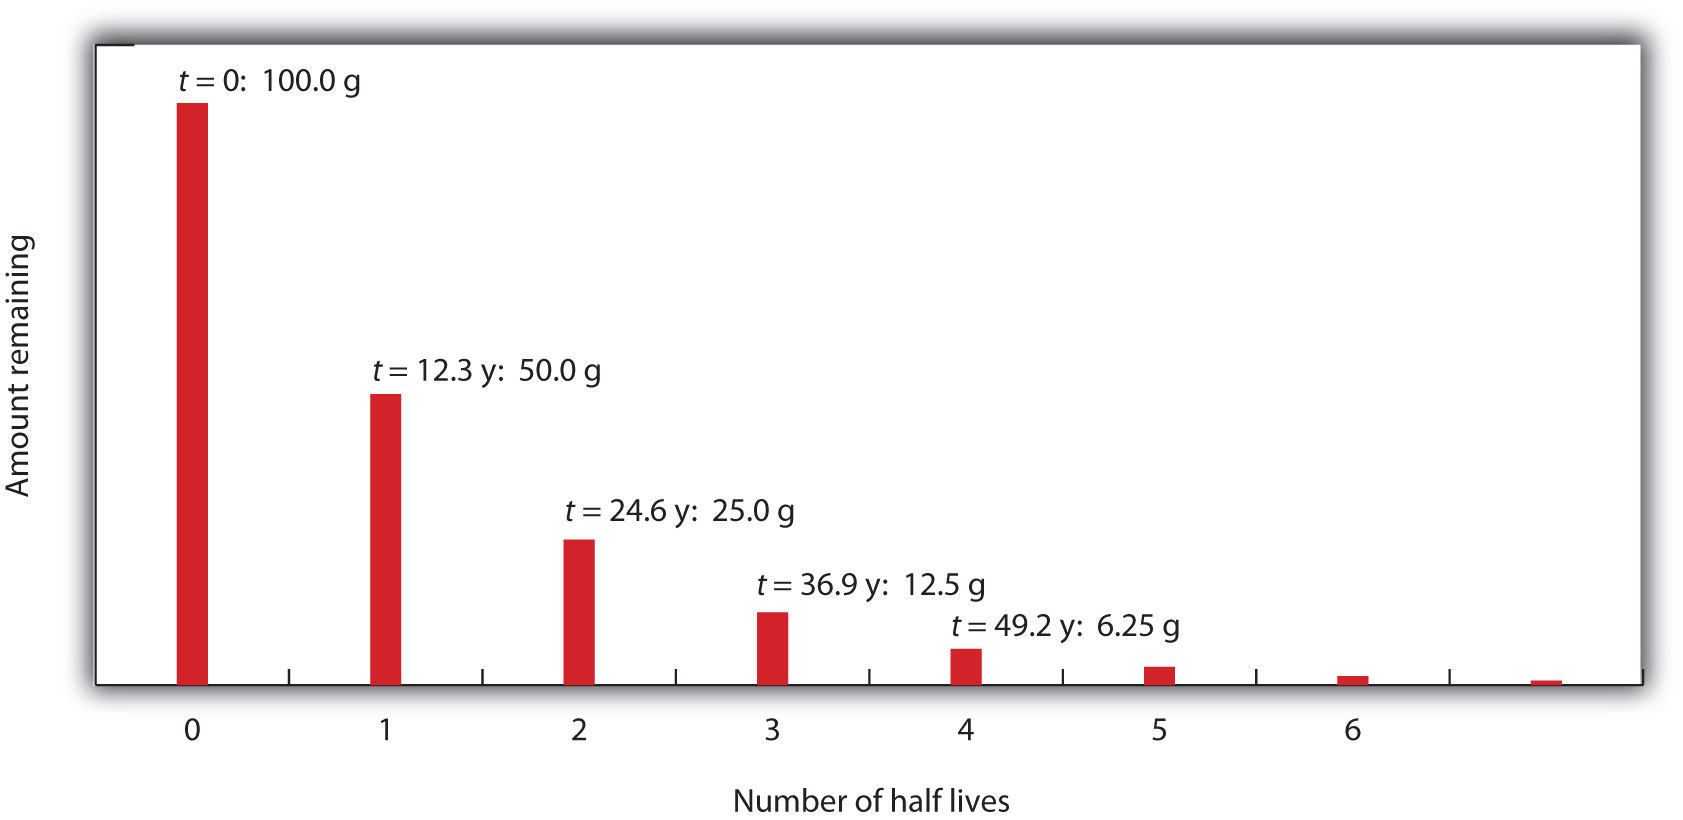 t = 0: 100.0 g
t = 12.3 y: 50.0 g
t = 24.6 y: 25.0 g
t = 36.9 y: 12.5 g
t = 49.2 y: 6.25 g
Amount remaining
0 1 2 3 4 5 6
Number of half lives